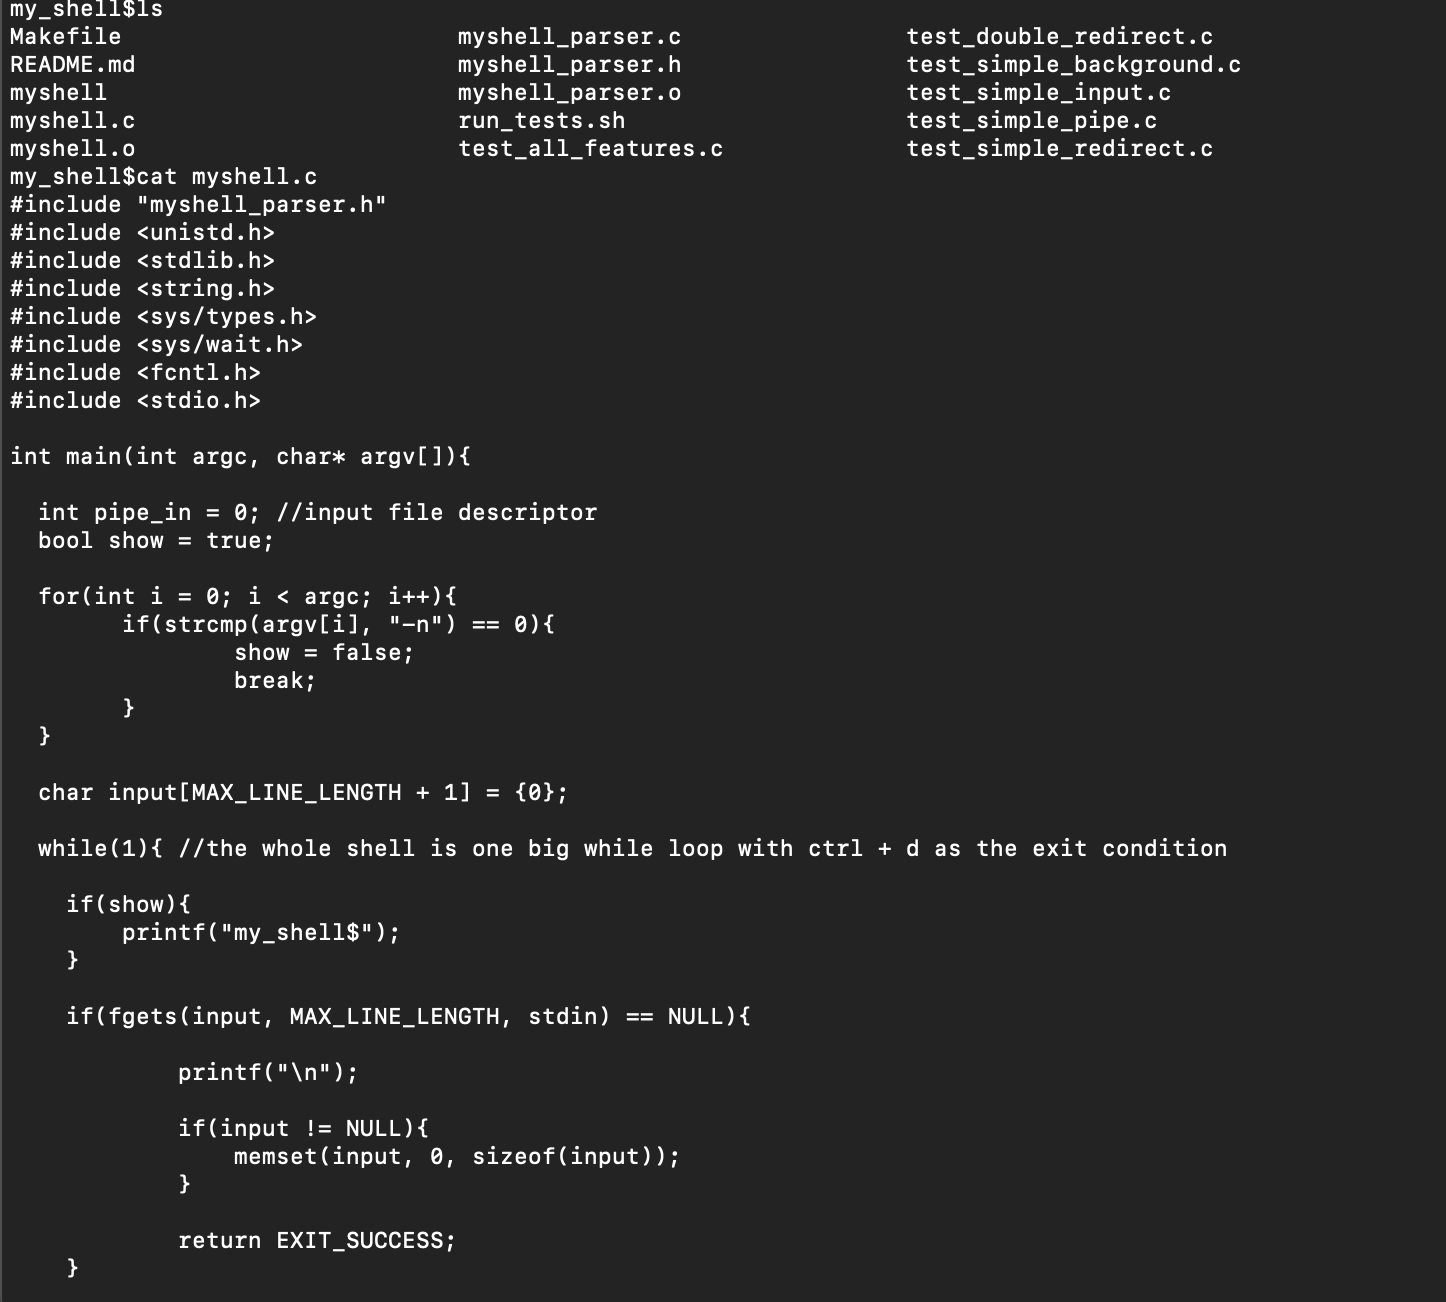 my_shell$ls
Makefile myshell_parser.c test_double_redirect.c
README.md myshell_parser.h test_simple_background.c
myshell myshell_parser.o test_simple_input.c
myshell.c run_tests.sh test_simple_pipe.c
myshell.o test_all_features.c test_simple_redirect.c
my_shell$cat myshell.c
#include "myshell_parser.h"
#include <unistd.h>
#include <stdlib.h>
#include <string.h>
#include <sys/types.h>
#include <sys/wait.h>
#include <fcntl.h>
#include <stdio.h>
int main(int argc, char* argv[]){
int pipe_in = 0; //input file descriptor
bool show = true;
for(int i = 0; i < argc; i++){
if(strcmp(argv[i], "-n") == 0){
show = false;
break;
}
}
char input[MAX_LINE_LENGTH + 1] = {0};
while(1){ //the whole shell is one big while loop with ctrl + d as the exit condition
if(show){
printf("my_shell$");
}
if(fgets(input, MAX_LINE_LENGTH, stdin) == NULL){
printf("\n");
if(input != NULL){
memset(input, 0, sizeof(input));
}
return EXIT_SUCCESS;
}